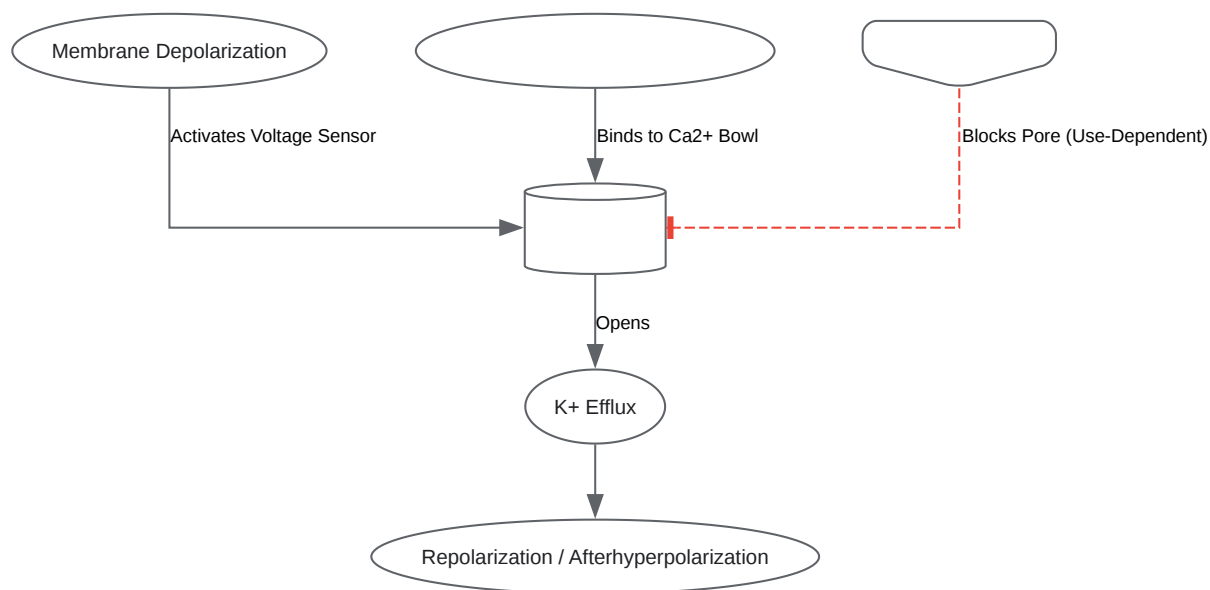 Membrane Depolarization
Activates Voltage Sensor
Binds to Ca2+ Bowl
Blocks Pore (Use-Dependent)
Opens
K+ Efflux
Repolarization / Afterhyperpolarization